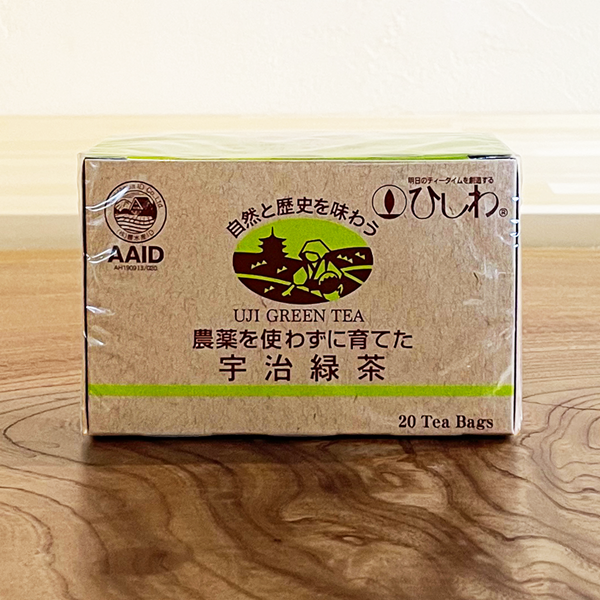 明日のティータイムを創造する
ひしわ®
AAID
自然と歴史を味わう
UJI GREEN TEA
農薬を使わずに育てた
宇治緑茶
20 Tea Bags